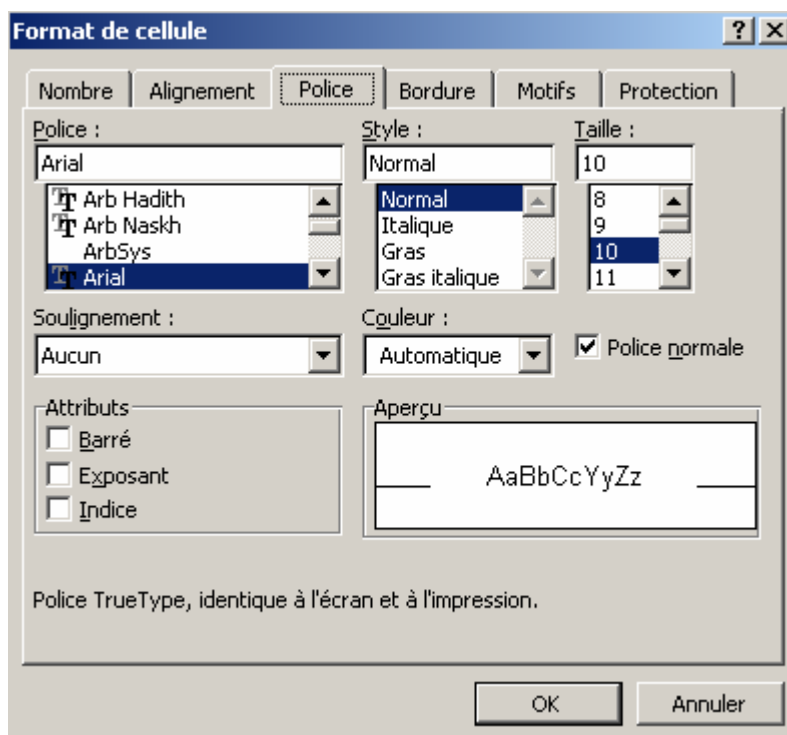 Format de cellule
Nombre Alignement Police Bordure Motifs Protection
Police : Style : Taille :
Arial Normal 10
Arb Hadith Normal 8
Arb Naskh Italique 9
ArbSys Gras 10
Arial Gras italique 11
Soulignement : Couleur :
Aucun Automatique Police normale
Attributs Aperçu
Barré
Exposant AaBbCcYyZz
Indice
Police TrueType, identique à l'écran et à l'impression.
OK Annuler